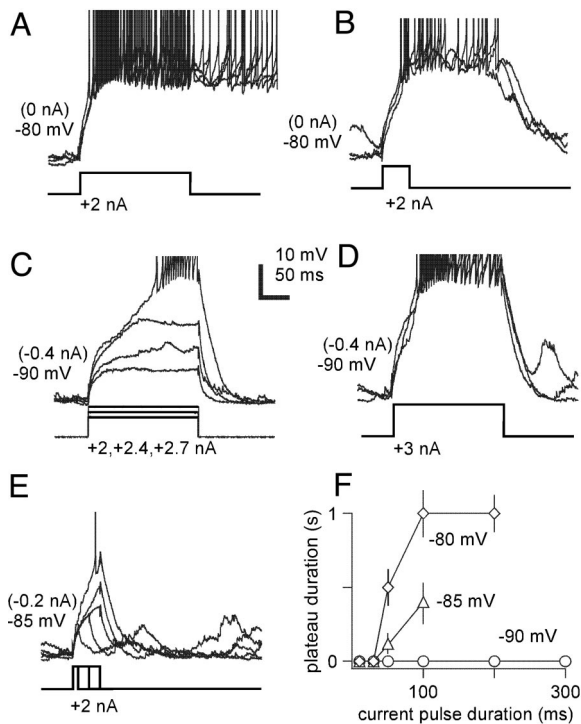 A
(0 nA)
-80 mV
+2 nA
B
(0 nA)
-80 mV
+2 nA
C
10 mV
50 ms
(-0.4 nA)
-90 mV
+2,+2.4,+2.7 nA
D
(-0.4 nA)
-90 mV
+3 nA
E
(-0.2 nA)
-85 mV
+2 nA
F
plateau duration (s)
1
0
-80 mV
-85 mV
-90 mV
100
300
current pulse duration (ms)